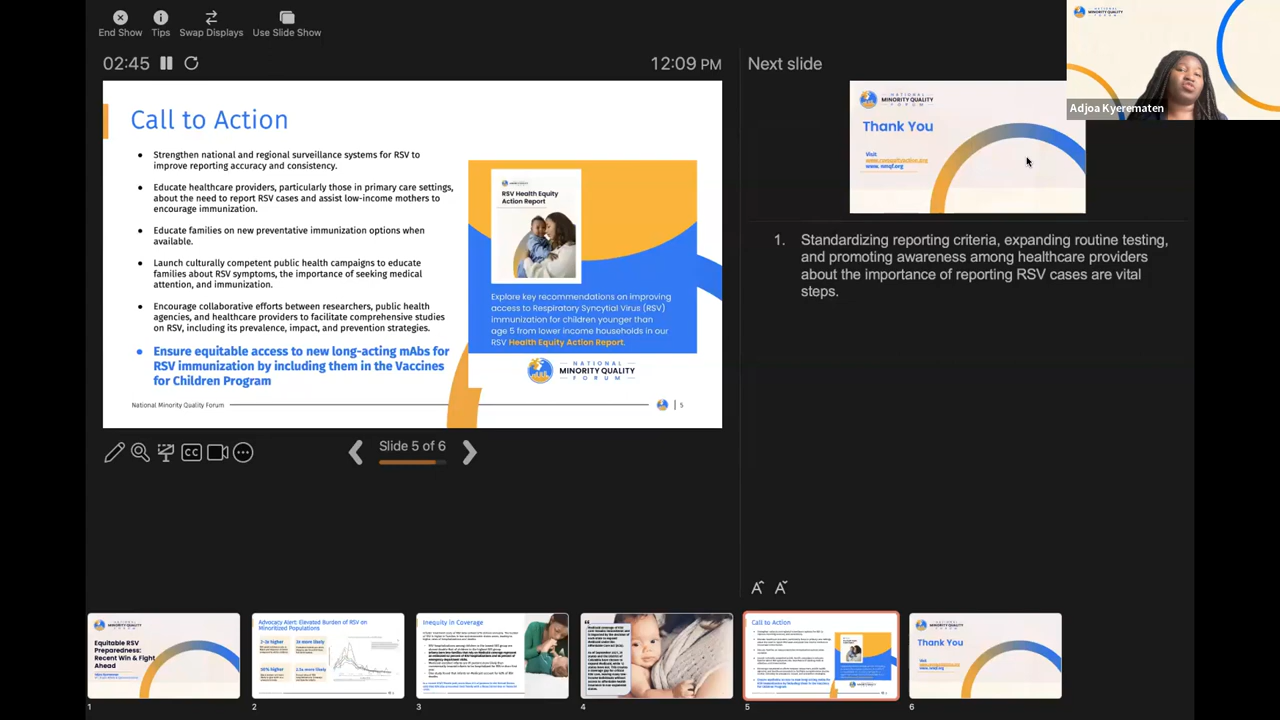 End Show
Tips
Swap Displays
Use Slide Show
02:45
12:09 PM
Next slide
Call to Action
Strengthen national and regional surveillance systems for RSV to
improve reporting accuracy and consistency.
Educate healthcare providers, particularly those in primary care settings,
about the need to report RSV cases and assist low-income mothers to
encourage immunization.
Educate families on new preventative immunization options when
available.
Launch culturally competent public health campaigns to educate
families about RSV symptoms, the importance of seeking medical
attention, and immunization.
Encourage collaborative efforts between researchers, public health
agencies, and healthcare providers to facilitate comprehensive studies
on RSV, including its prevalence, impact, and prevention strategies.
Ensure equitable access to new long-acting mAbs for
RSV immunization by including them in the Vaccines
for Children Program
RSV Health Equity
Action Report
Explore key recommendations on improving
access to Respiratory Syncytial Virus (RSV)
immunization for children younger than
age 5 from lower income households in our
RSV Health Equity Action Report.
NATIONAL
MINORITY QUALITY
FORUM
National Minority Quality Forum
5
NATIONAL
MINORITY QUALITY
FORUM
Thank You
Visit
www. nmqf.org
MINORITY QUALITY
Adjoa Kyerematen
1. Standardizing reporting criteria, expanding routine testing,
and promoting awareness among healthcare providers
about the importance of reporting RSV cases are vital
steps.
CC
Slide 5 of 6
A A
Equitable RSV
Preparedness:
Recent Win & Fight
Ahead
Advocacy Alert: Elevated Burden of RSV on
Minoritized Populations
Inequity in Coverage
Call to Action
Thank You
1
2
3
4
5
6